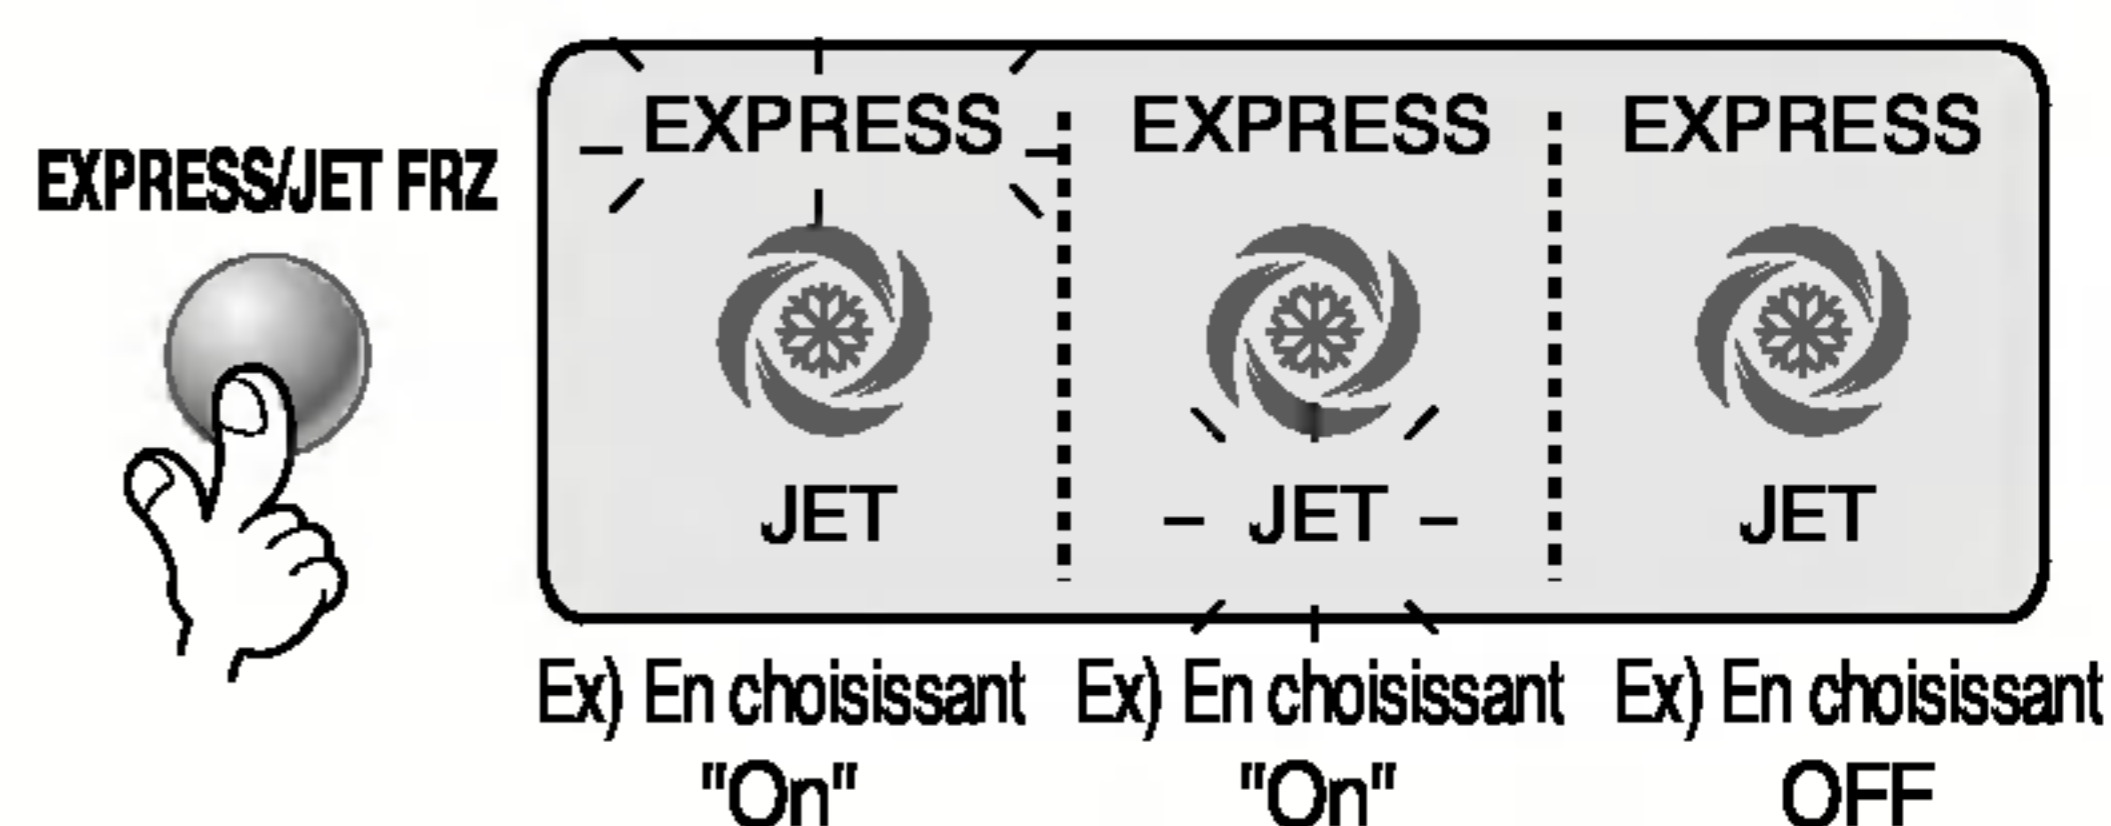 EXPRESS/JET FRZ
EXPRESS EXPRESS EXPRESS
JET JET JET
Ex) En choisissant Ex) En choisissant Ex) En choisissant
"On" "On" OFF